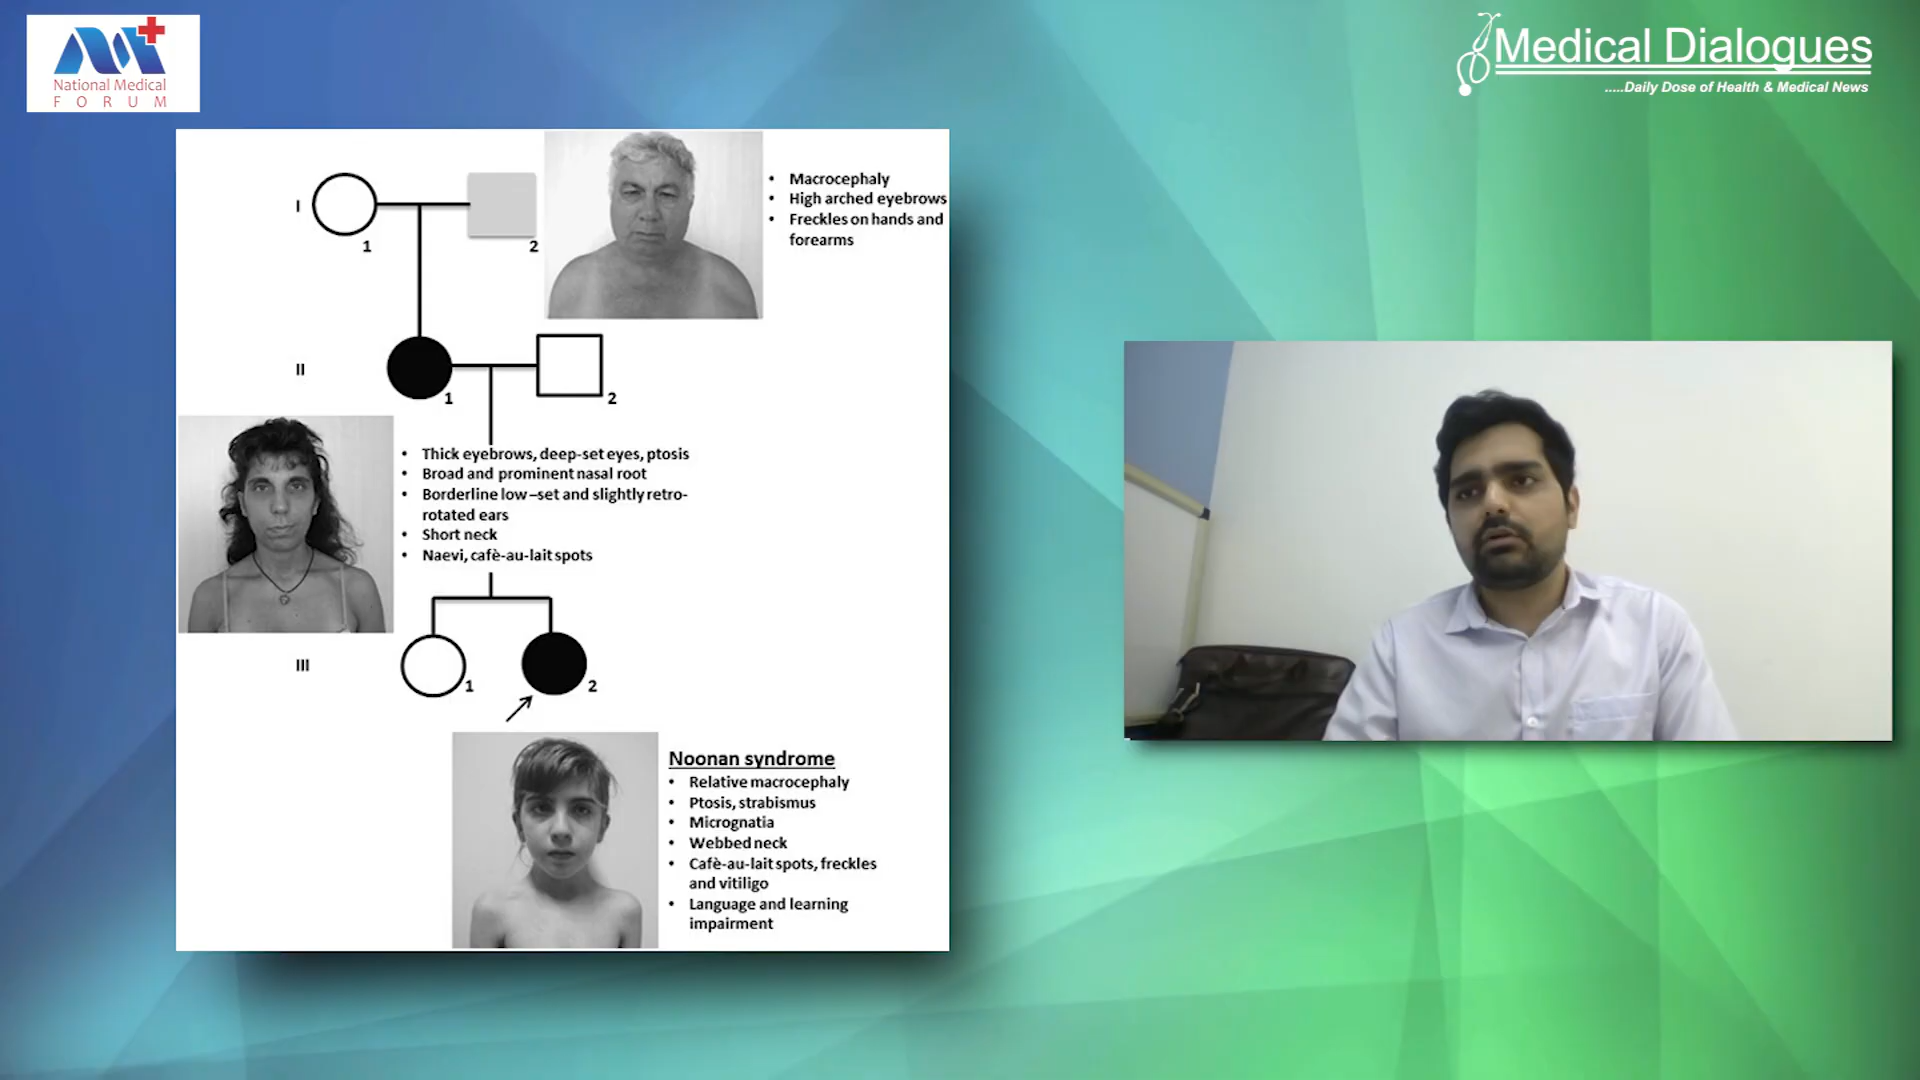 National Medical
FORUM
Medical Dialogues
.....Daily Dose of Health & Medical News
I
1
2
• Macrocephaly
• High arched eyebrows
• Freckles on hands and
forearms
II
1
2
• Thick eyebrows, deep-set eyes, ptosis
• Broad and prominent nasal root
• Borderline low –set and slightly retro-
rotated ears
• Short neck
• Naevi, cafè-au-lait spots
III
1
2
Noonan syndrome
• Relative macrocephaly
• Ptosis, strabismus
• Micrognatia
• Webbed neck
• Cafè-au-lait spots, freckles
and vitiligo
• Language and learning
impairment